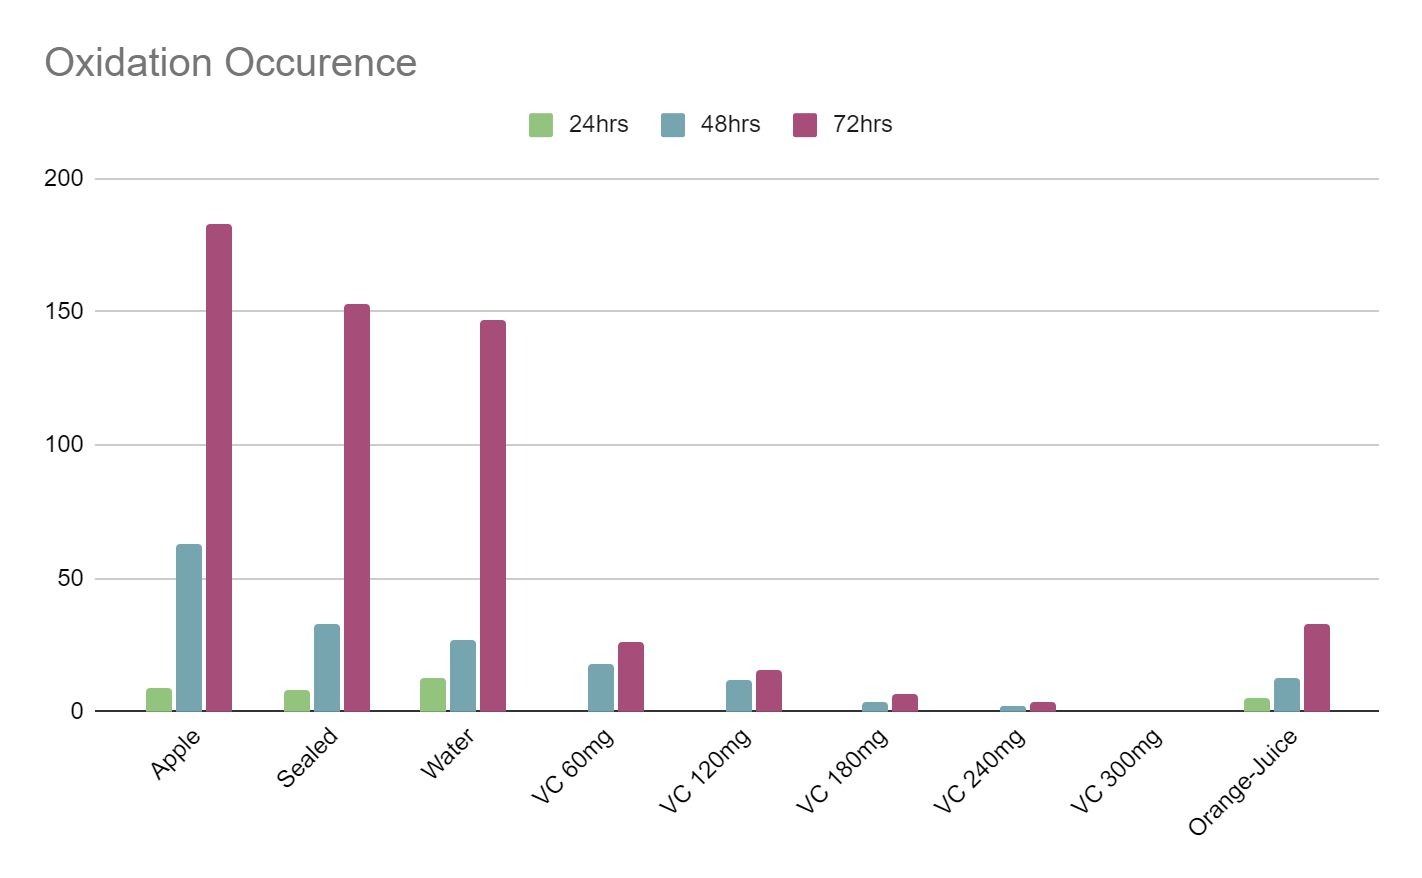 Oxidation Occurence
24hrs 48hrs 72hrs
200
150
100
50
0
Apple
Sealed
Water
VC 60mg
VC 120mg
VC 180mg
VC 240mg
VC 300mg
Orange-Juice